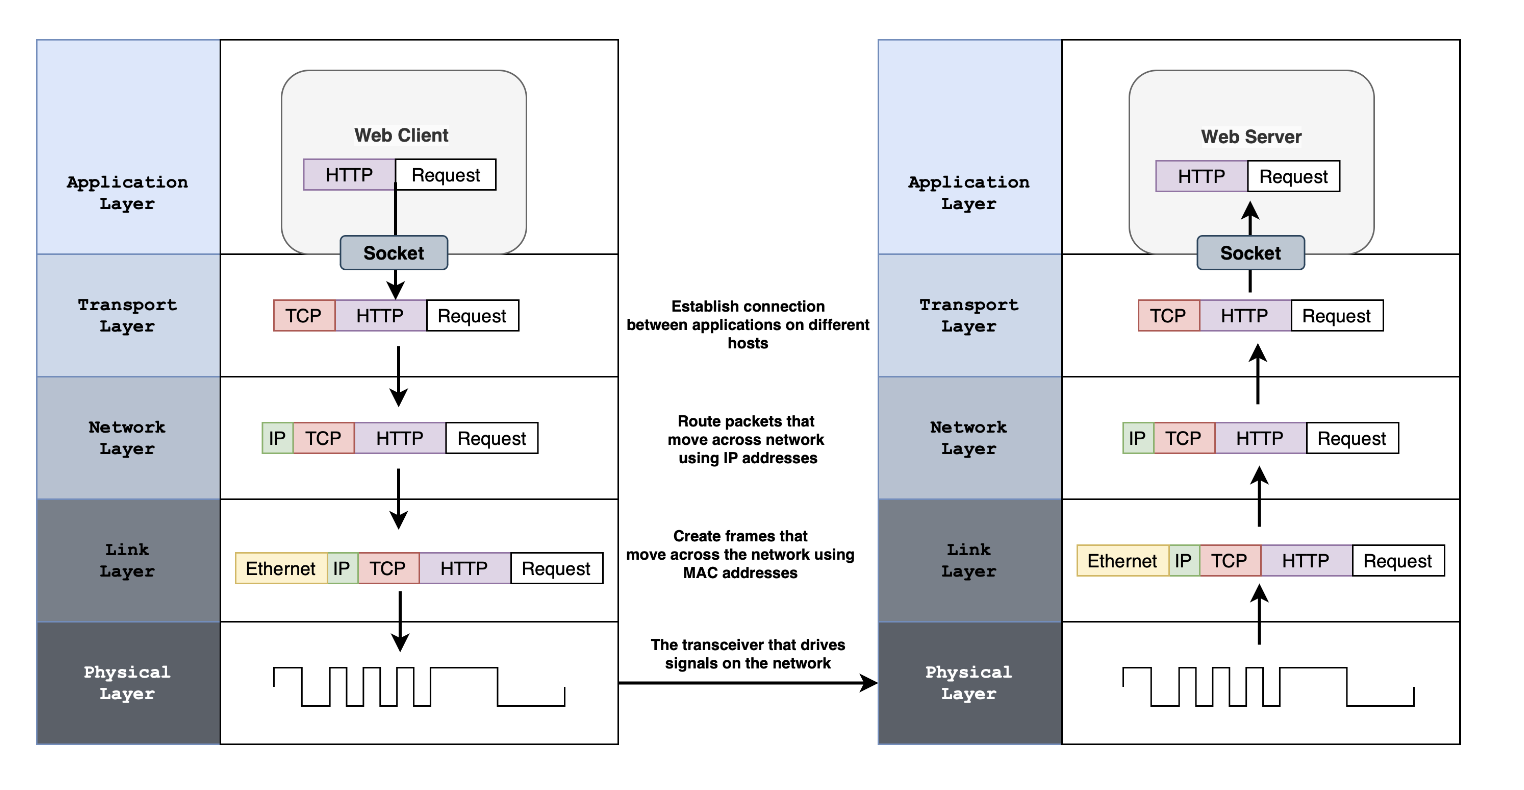 Application
Layer
Web Client
HTTP Request
Socket
Transport
Layer
TCP HTTP Request
Network
Layer
IP TCP HTTP Request
Link
Layer
Ethernet IP TCP HTTP Request
Physical
Layer
Establish connection
between applications on different
hosts
Route packets that
move across network
using IP addresses
Create frames that
move across the network using
MAC addresses
The transceiver that drives
signals on the network
Application
Layer
Web Server
HTTP Request
Socket
Transport
Layer
TCP HTTP Request
Network
Layer
IP TCP HTTP Request
Link
Layer
Ethernet IP TCP HTTP Request
Physical
Layer